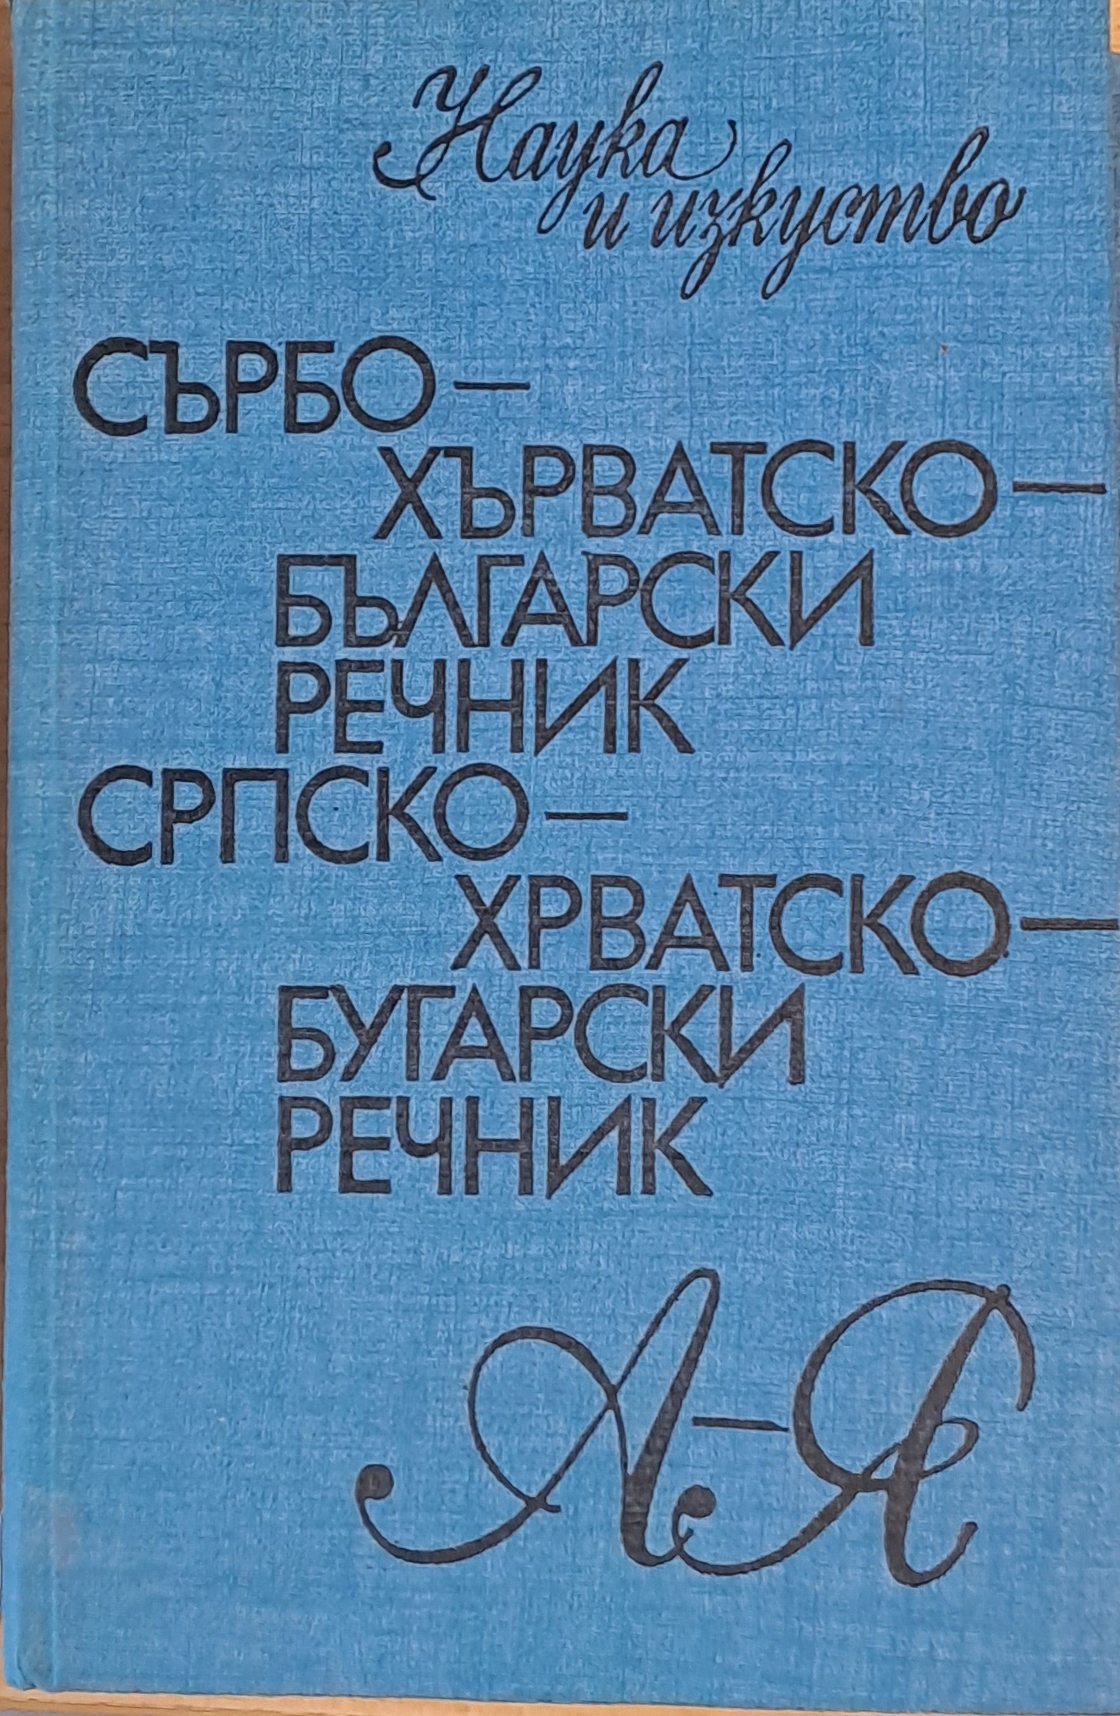 Наука
и изкуство
СЪРБО–
ХЪРВАТСКО–
БЪЛГАРСКИ
РЕЧНИК
СРПСКО–
ХРВАТСКО–
БУГАРСКИ
РЕЧНИК
А–Я